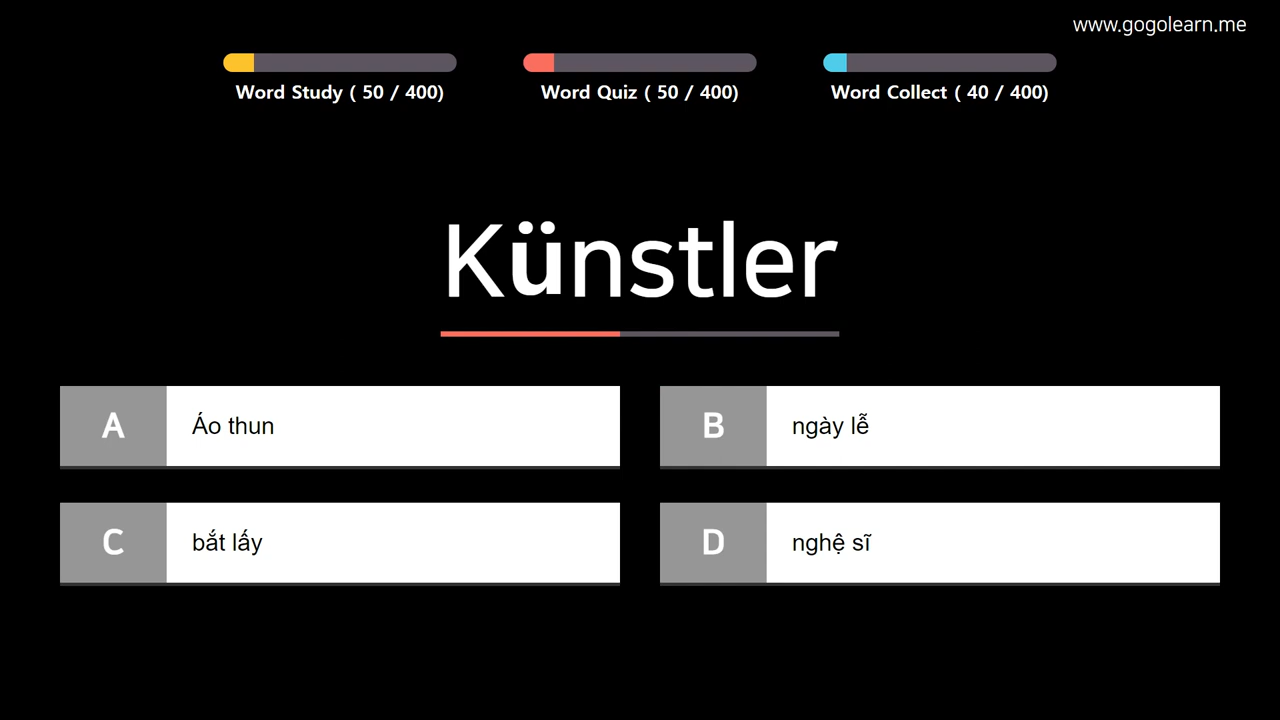 www.gogolearn.me
Word Study ( 50 / 400)
Word Quiz ( 50 / 400)
Word Collect ( 40 / 400)
Künstler
A Áo thun
B ngày lễ
C bắt lấy
D nghệ sĩ